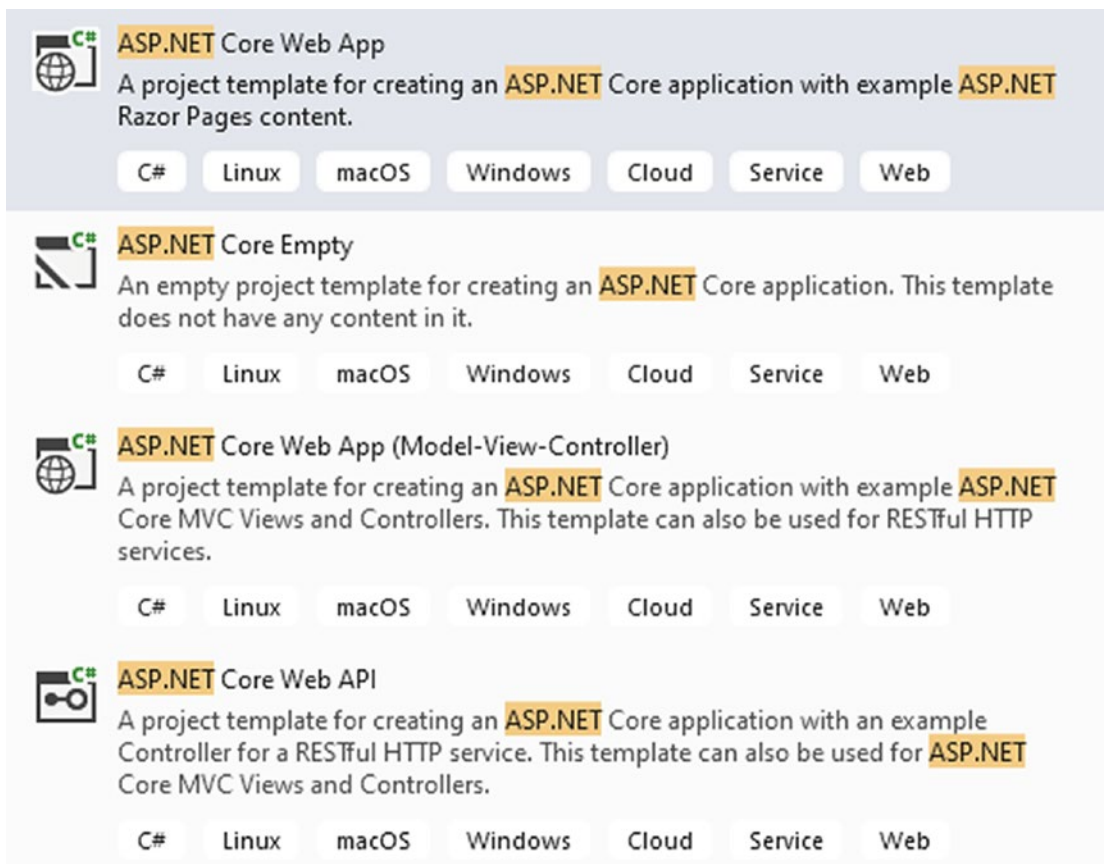 C#
ASP.NET Core Web App
A project template for creating an ASP.NET Core application with example ASP.NET
Razor Pages content.
C# Linux macOS Windows Cloud Service Web
C#
ASP.NET Core Empty
An empty project template for creating an ASP.NET Core application. This template
does not have any content in it.
C# Linux macOS Windows Cloud Service Web
C#
ASP.NET Core Web App (Model-View-Controller)
A project template for creating an ASP.NET Core application with example ASP.NET
Core MVC Views and Controllers. This template can also be used for RESTful HTTP
services.
C# Linux macOS Windows Cloud Service Web
C#
ASP.NET Core Web API
A project template for creating an ASP.NET Core application with an example
Controller for a RESTful HTTP service. This template can also be used for ASP.NET
Core MVC Views and Controllers.
C# Linux macOS Windows Cloud Service Web